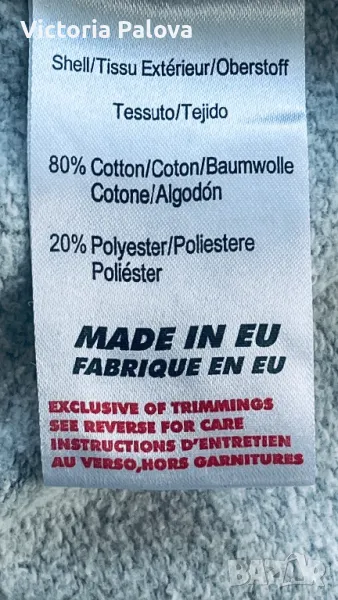 Victoria Palova
Shell/Tissu Extérieur/Oberstoff
Tessuto/Tejido
80% Cotton/Coton/Baumwolle
Cotone/Algodón
20% Polyester/Poliestere
Poliéster
MADE IN EU
FABRIQUE EN EU
EXCLUSIVE OF TRIMMINGS
SEE REVERSE FOR CARE
INSTRUCTIONS D'ENTRETIEN
AU VERSO,HORS GARNITURES
BAZAR